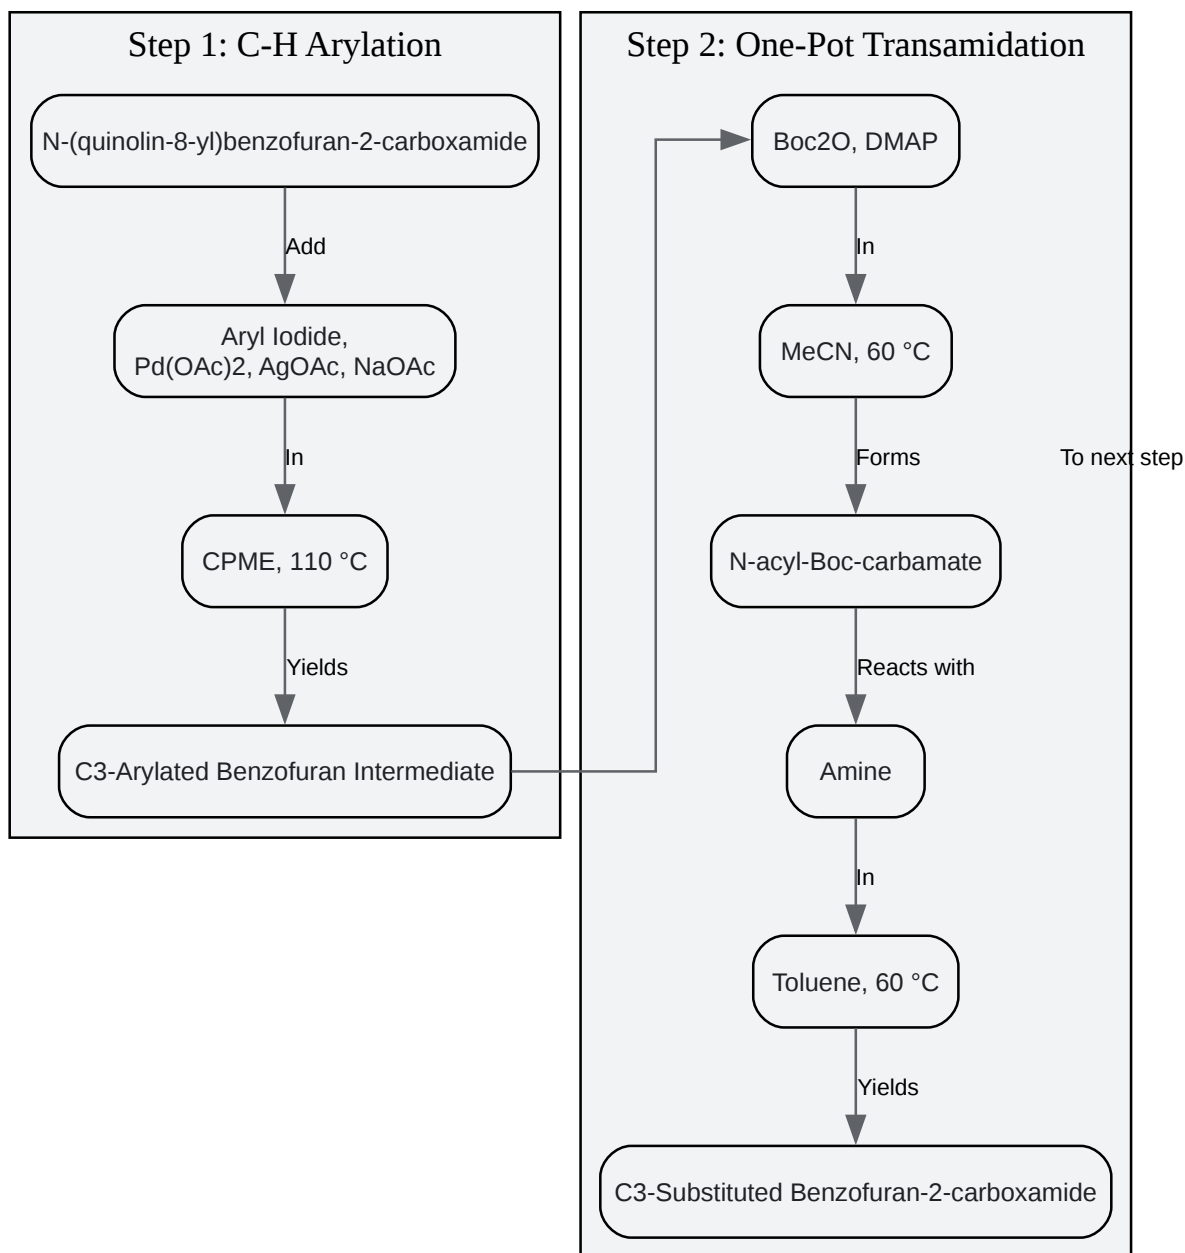 Step 1: C-H Arylation
N-(quinolin-8-yl)benzofuran-2-carboxamide
Add
Aryl Iodide,
Pd(OAc)2, AgOAc, NaOAc
In
CPME, 110 °C
Yields
C3-Arylated Benzofuran Intermediate
To next step
Step 2: One-Pot Transamidation
Boc2O, DMAP
In
MeCN, 60 °C
Forms
N-acyl-Boc-carbamate
Reacts with
Amine
In
Toluene, 60 °C
Yields
C3-Substituted Benzofuran-2-carboxamide